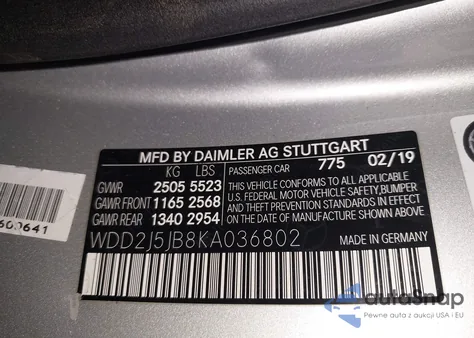 MFD BY DAIMLER AG STUTTGART
KG LBS PASSENGER CAR 775 02/19
GVWR 2505 5523
GAWR FRONT 1165 2568
GAWR REAR 1340 2954
THIS VEHICLE CONFORMS TO ALL APPLICABLE
U.S. FEDERAL MOTOR VEHICLE SAFETY, BUMPER
AND THEFT PREVENTION STANDARDS IN EFFECT
ON THE DATE OF MANUFACTURE SHOWN ABOVE.
WDD2J5JB8KA036802
MADE IN GERMANY
autoSnap
Pewne auta z aukcji USA i EU